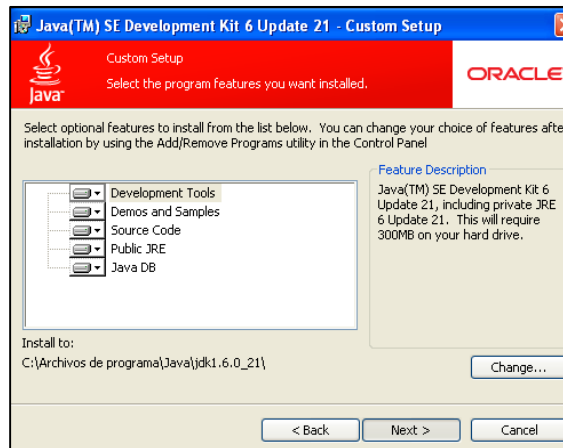 Java(TM) SE Development Kit 6 Update 21 - Custom Setup
Java
Custom Setup
Select the program features you want installed.
ORACLE
Select optional features to install from the list below. You can change your choice of features afte
installation by using the Add/Remove Programs utility in the Control Panel
Development Tools
Demos and Samples
Source Code
Public JRE
Java DB
Feature Description
Java(TM) SE Development Kit 6
Update 21, including private JRE
6 Update 21. This will require
300MB on your hard drive.
Install to:
C:\Archivos de programa\Java\jdk1.6.0_21\
Change...
< Back
Next >
Cancel